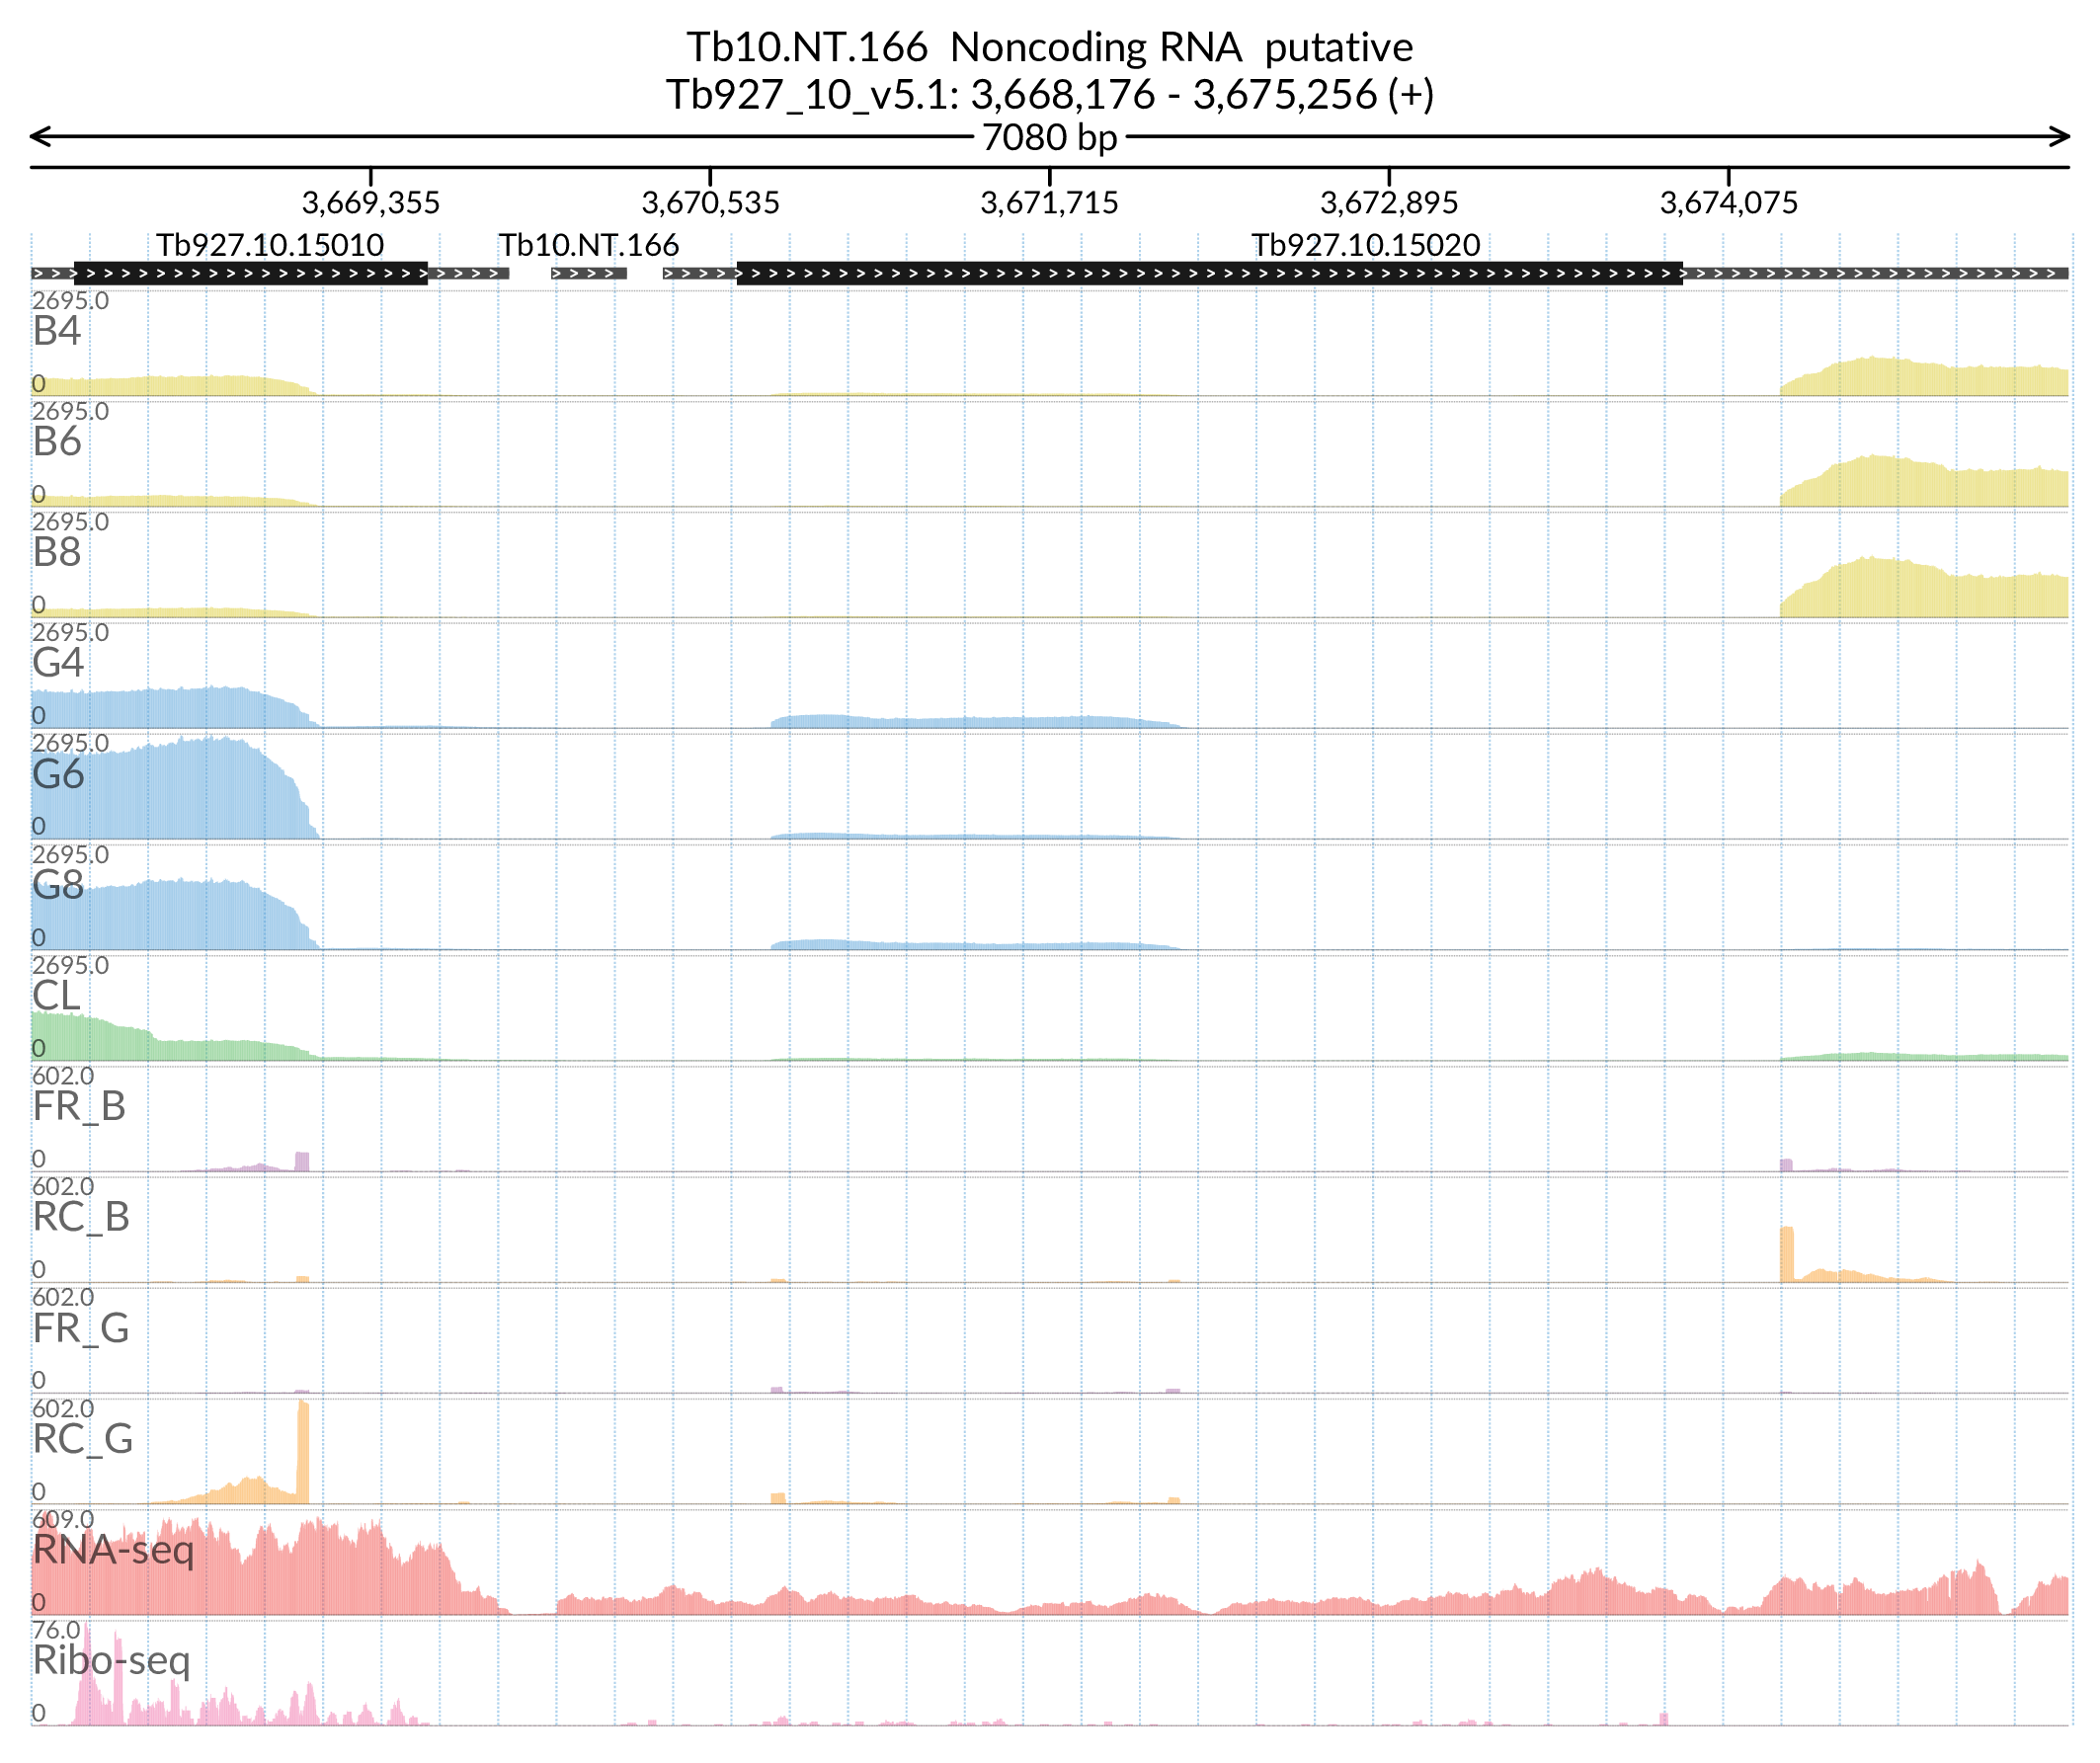 Tb10.NT.166 Noncoding RNA putative
Tb927_10_v5.1: 3,668,176 - 3,675,256 (+)
7080 bp
3,669,355 3,670,535 3,671,715 3,672,895 3,674,075
Tb927.10.15010 Tb10.NT.166 Tb927.10.15020
2695.0
B4
0
2695.0
B6
0
2695.0
B8
0
2695.0
G4
0
2695.0
G6
0
2695.0
G8
0
2695.0
CL
0
602.0
FR_B
0
602.0
RC_B
0
602.0
FR_G
0
602.0
RC_G
0
609.0
RNA-seq
0
76.0
Ribo-seq
0